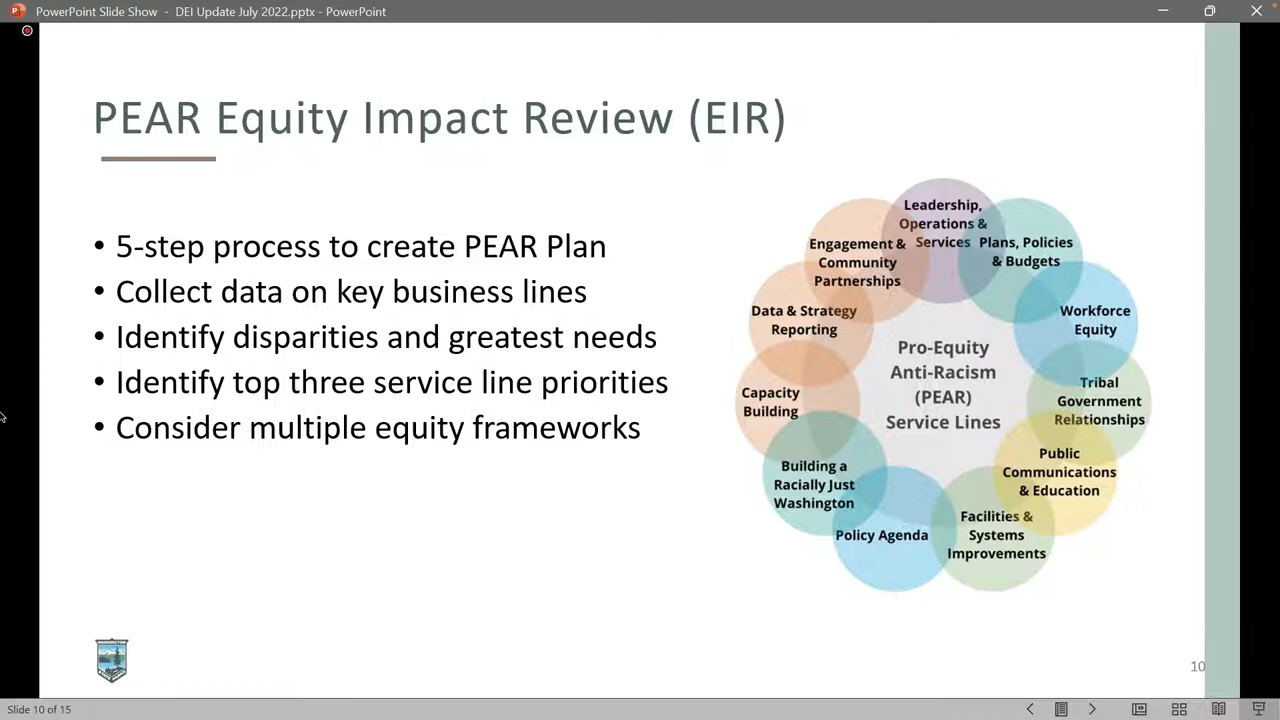 PowerPoint Slide Show - DEI Update July 2022.pptx - PowerPoint
PEAR Equity Impact Review (EIR)
• 5-step process to create PEAR Plan
• Collect data on key business lines
• Identify disparities and greatest needs
• Identify top three service line priorities
• Consider multiple equity frameworks
Leadership,
Operations &
Services
Plans, Policies
& Budgets
Workforce
Equity
Tribal
Government
Relationships
Public
Communications
& Education
Facilities &
Systems
Improvements
Policy Agenda
Building a
Racially Just
Washington
Capacity
Building
Data & Strategy
Reporting
Engagement &
Community
Partnerships
Pro-Equity
Anti-Racism
(PEAR)
Service Lines
10
Slide 10 of 15